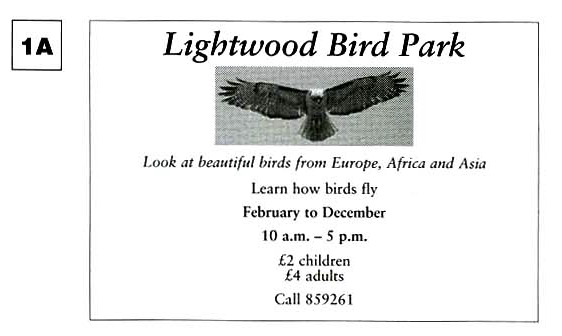 1A
Lightwood Bird Park
Look at beautiful birds from Europe, Africa and Asia
Learn how birds fly
February to December
10 a.m. – 5 p.m.
£2 children
£4 adults
Call 859261